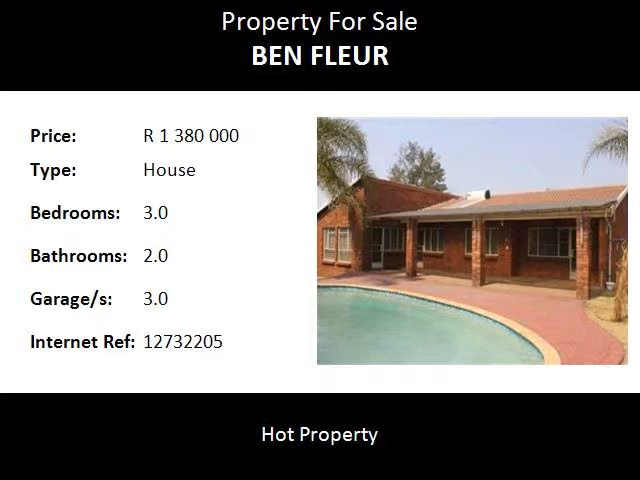 Property For Sale
BEN FLEUR
Price: R 1 380 000
Type: House
Bedrooms: 3.0
Bathrooms: 2.0
Garage/s: 3.0
Internet Ref: 12732205
Hot Property